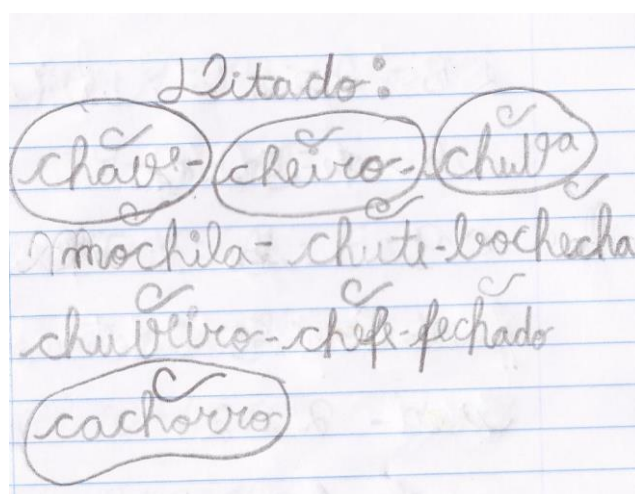 Ditado:
chave- cheiro- chuva
mochila- chute- bochecha
chuveiro- chefe- fechado
cachorro